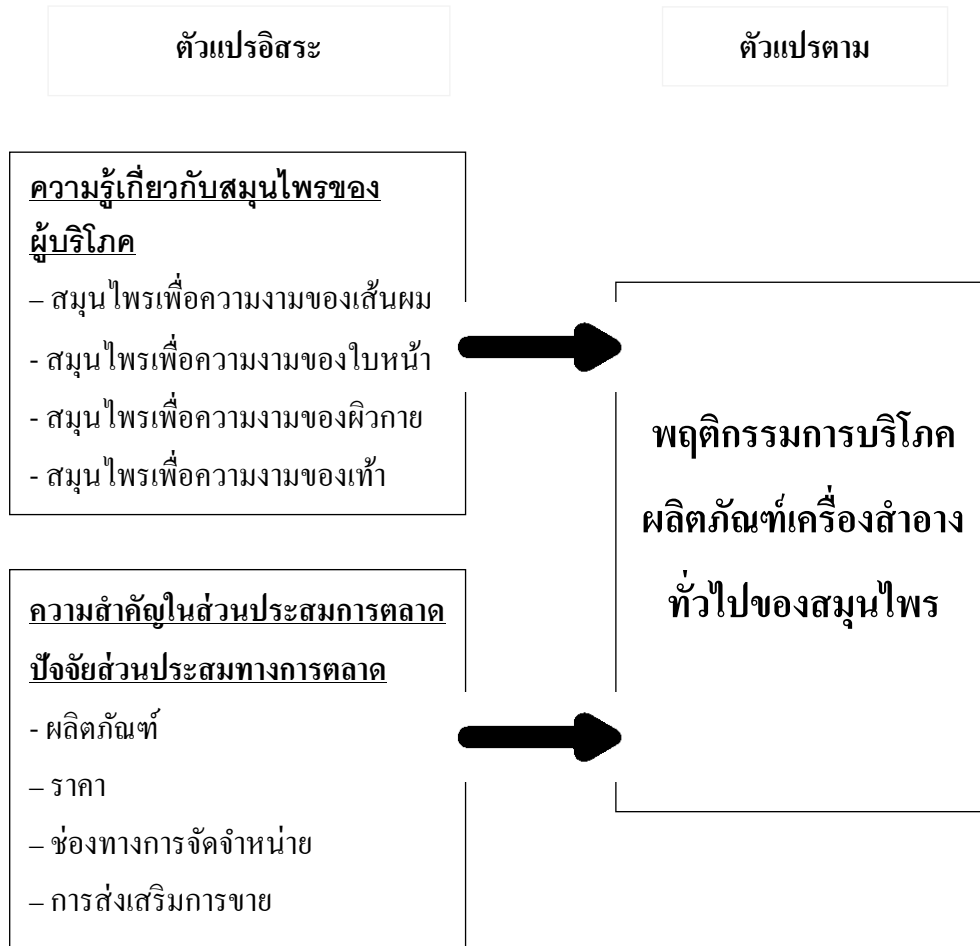 ตัวแปรอิสระ
ตัวแปรตาม
ความรู้เกี่ยวกับสมุนไพรของ
ผู้บริโภค
– สมุนไพรเพื่อความงามของเส้นผม
- สมุนไพรเพื่อความงามของใบหน้า
- สมุนไพรเพื่อความงามของผิวกาย
- สมุนไพรเพื่อความงามของเท้า
ความสำคัญในส่วนประสมการตลาด
ปัจจัยส่วนประสมทางการตลาด
- ผลิตภัณฑ์
– ราคา
– ช่องทางการจัดจำหน่าย
– การส่งเสริมการขาย
พฤติกรรมการบริโภค
ผลิตภัณฑ์เครื่องสำอาง
ทั่วไปของสมุนไพร